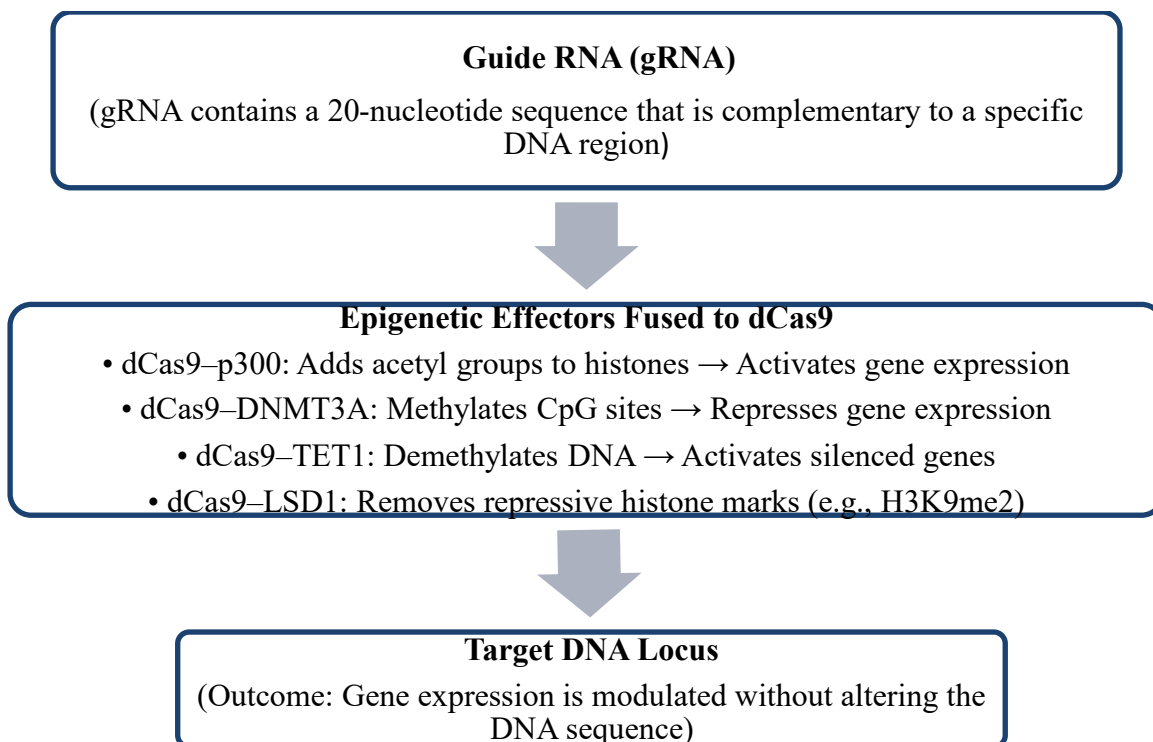 Guide RNA (gRNA)
(gRNA contains a 20-nucleotide sequence that is complementary to a specific
DNA region)
Epigenetic Effectors Fused to dCas9
• dCas9–p300: Adds acetyl groups to histones → Activates gene expression
• dCas9–DNMT3A: Methylates CpG sites → Represses gene expression
• dCas9–TET1: Demethylates DNA → Activates silenced genes
• dCas9–LSD1: Removes repressive histone marks (e.g., H3K9me2)
Target DNA Locus
(Outcome: Gene expression is modulated without altering the
DNA sequence)